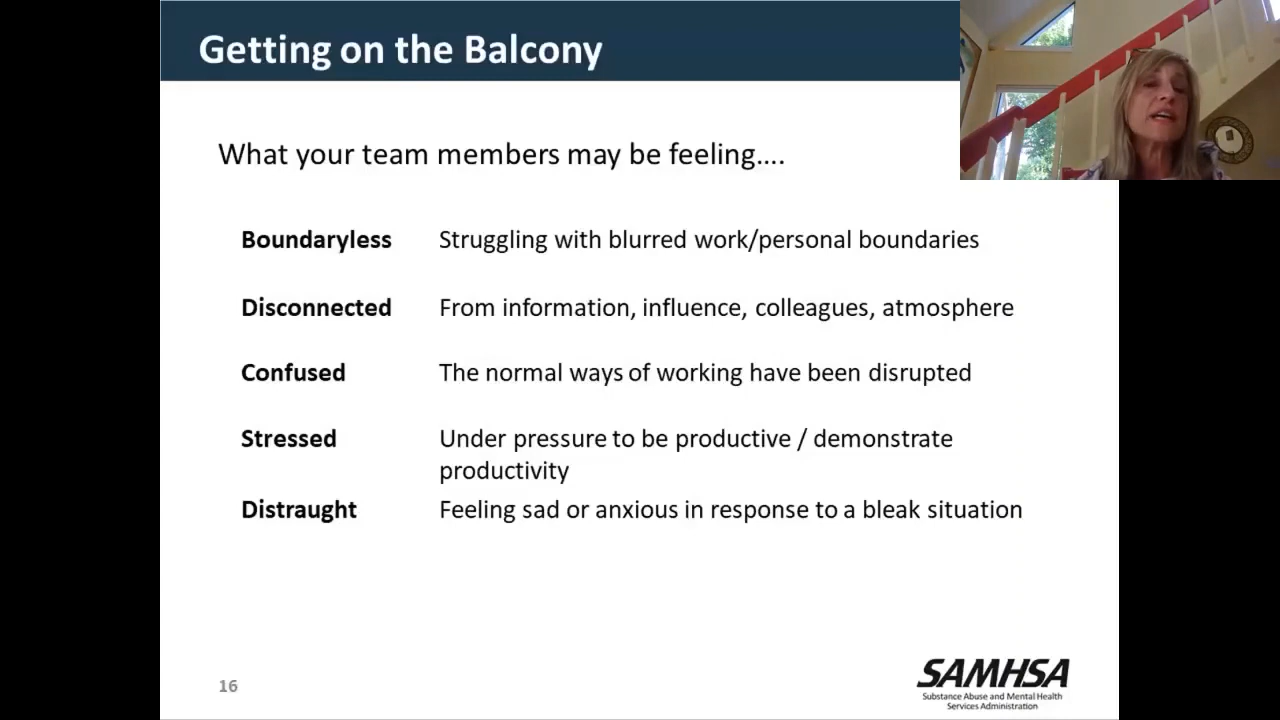 Getting on the Balcony
What your team members may be feeling....
Boundaryless Struggling with blurred work/personal boundaries
Disconnected From information, influence, colleagues, atmosphere
Confused The normal ways of working have been disrupted
Stressed Under pressure to be productive / demonstrate
productivity
Distraught Feeling sad or anxious in response to a bleak situation
16
SAMHSA
Substance Abuse and Mental Health
Services Administration